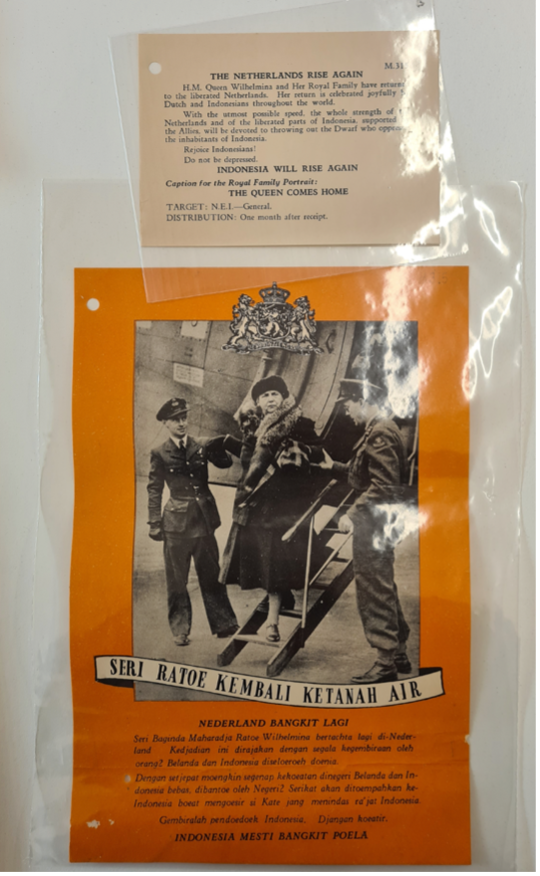 M.31
THE NETHERLANDS RISE AGAIN
H.M. Queen Wilhelmina and Her Royal Family have
to the liberated Netherlands. Her return is celebrated joyfully
Dutch and Indonesians throughout the world.
With the utmost possible speed, the whole strength of
Netherlands and of the liberated parts of Indonesia, supported
the Allies, will be devoted to throwing out the Dwarf who
the inhabitants of Indonesia.
Rejoice Indonesians!
Do not be depressed.
INDONESIA WILL RISE AGAIN
Caption for the Royal Family Portrait:
THE QUEEN COMES HOME
TARGET: N.E.I.—General.
DISTRIBUTION: One month after receipt.
SERI RATOE KEMBALI KETANAH AIR
NEDERLAND BANGKIT LAGI
Seri Baginda Maharadja Ratoe Wilhelmina bertachta lagi di-Neder-
land Kedjadian ini dirajakan dengan segala kegembiraan oleh
orang2 Belanda dan Indonesia diseloeroeh doenia.
Dengan setjepat moengkin segenap kekoeatan dinegeri Belanda dan In-
donesia bebas, dibantoe oleh Negeri2 Serikat akan ditoempahkan ke-
Indonesia boeat mengoesir si Kate jang menindas ra'jat Indonesia.
Gembiralah pendoedoek Indonesia. Djangan koeatir.
INDONESIA MESTI BANGKIT POELA